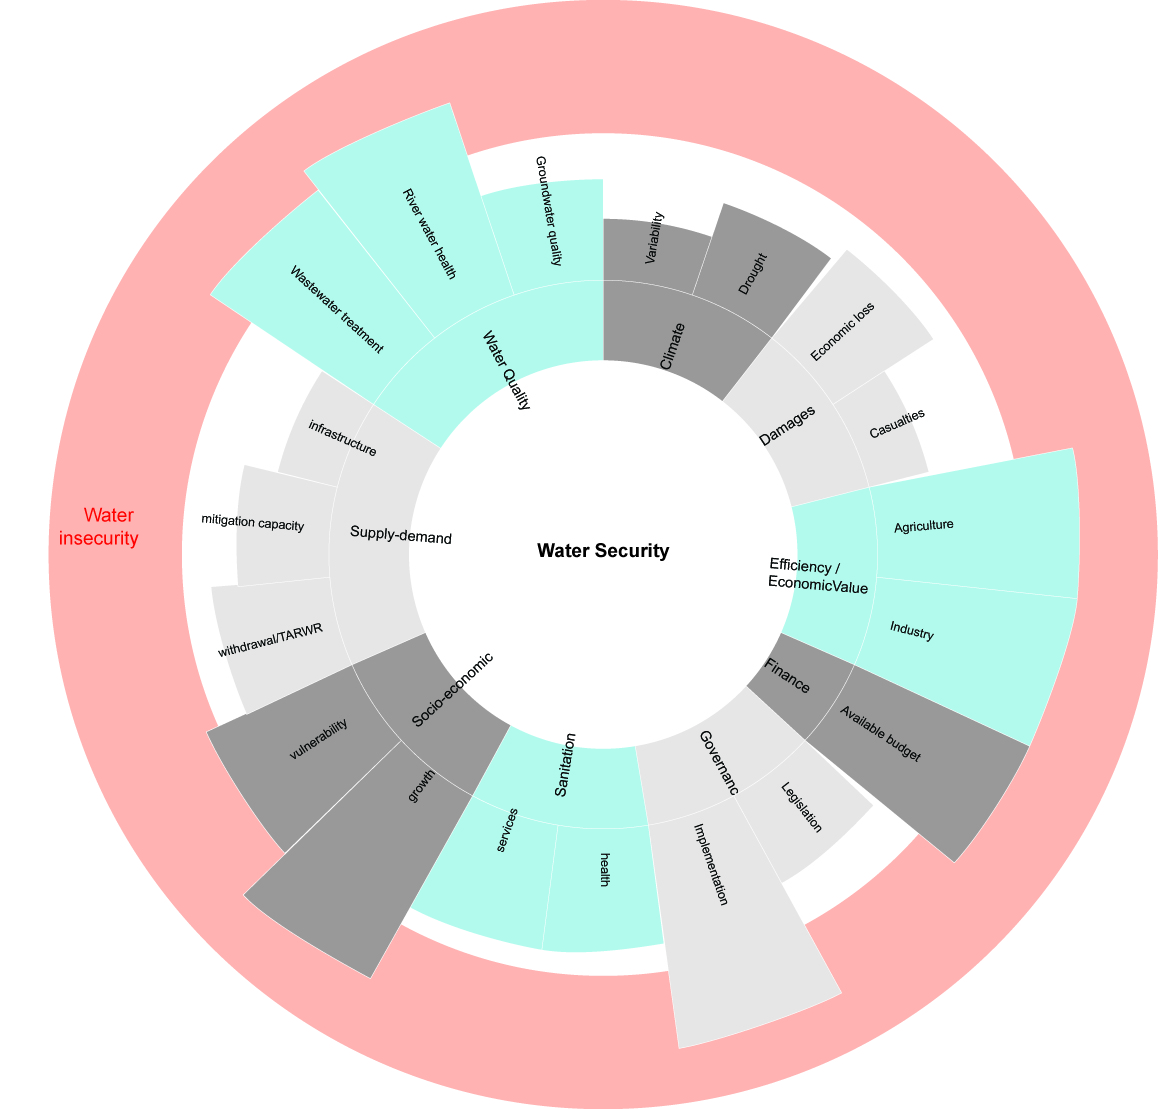 Water Security
Climate
Variability
Drought
Damages
Economic loss
Casualties
Efficiency /
EconomicValue
Agriculture
Industry
Finance
Available budget
Governanc
Legislation
Implementation
Sanitation
health
services
Socio-economic
growth
vulnerability
Supply-demand
withdrawal/TARWR
mitigation capacity
infrastructure
Water Quality
Wastewater treatment
River water health
Groundwater quality
Water
insecurity